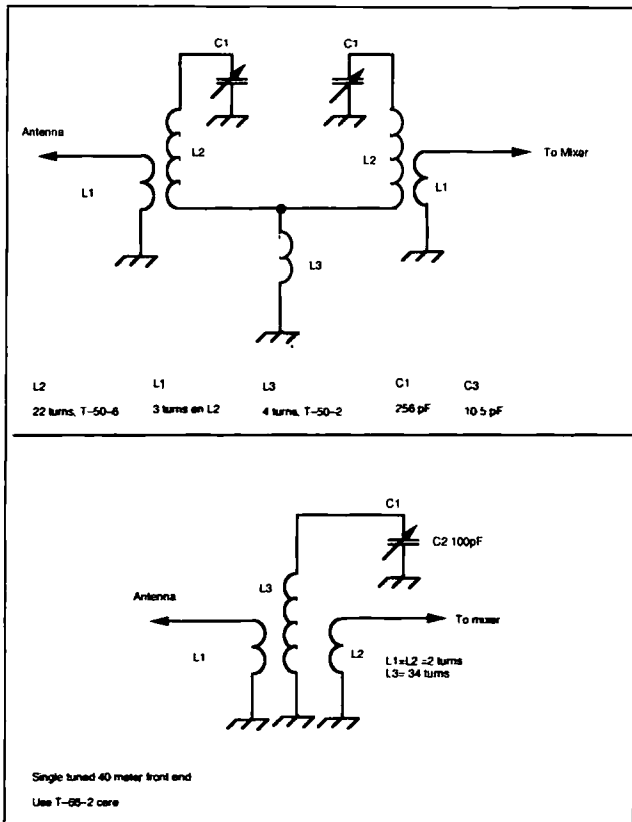 C1
C1
Antenna
L2
L2
To Mixer
L1
L1
L3
L2 L1 L3 C1 C3
22 turns, T-50-6 3 turns on L2 4 turns, T-50-2 256 pF 10.5 pF
C1
C2 100pF
L3
Antenna
To mixer
L1
L2
L1=L2 =2 turns
L3= 34 turns
Single tuned 40 meter front end
Use T-68-2 core